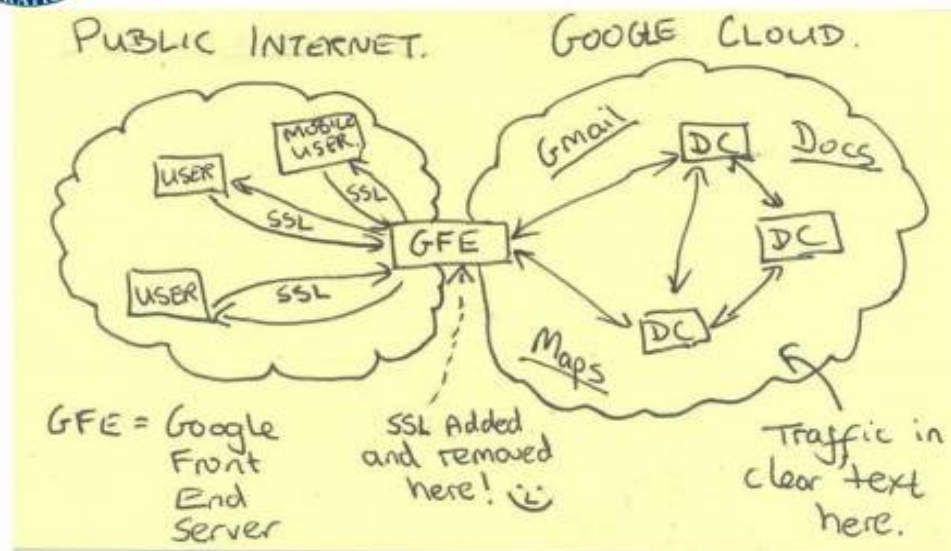 PUBLIC INTERNET.
GOOGLE CLOUD.
MOBILE
USER.
USER
SSL
SSL
USER
SSL
GFE
Gmail
DC
Docs
DC
DC
Maps
GFE = Google
Front
End
Server
SSL Added
and removed
here!
Traffic in
clear text
here.